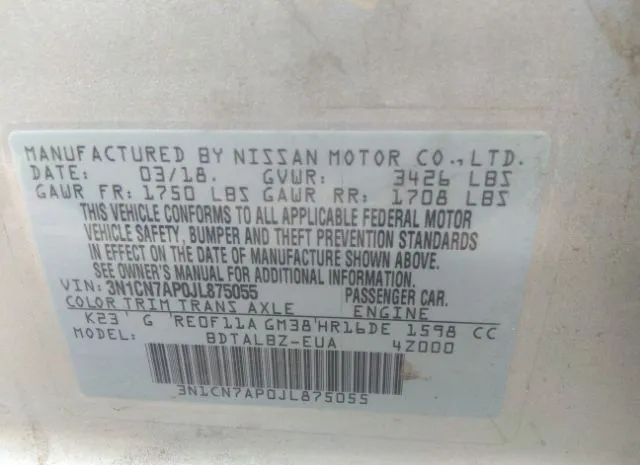 MANUFACTURED BY NISSAN MOTOR CO.,LTD.
DATE: 03/18. GVWR: 3426 LBS
GAWR FR: 1750 LBS GAWR RR: 1708 LBS
THIS VEHICLE CONFORMS TO ALL APPLICABLE FEDERAL MOTOR
VEHICLE SAFETY, BUMPER AND THEFT PREVENTION STANDARDS
IN EFFECT ON THE DATE OF MANUFACTURE SHOWN ABOVE.
SEE OWNER'S MANUAL FOR ADDITIONAL INFORMATION.
VIN: 3N1CN7AP0JL875055 PASSENGER CAR.
COLOR TRIM TRANS AXLE ENGINE
K23 G RE0F11A GM38 HR16DE 1598 CC
MODEL: BDTALBZ-EUA 4Z000
3N1CN7AP0JL875055